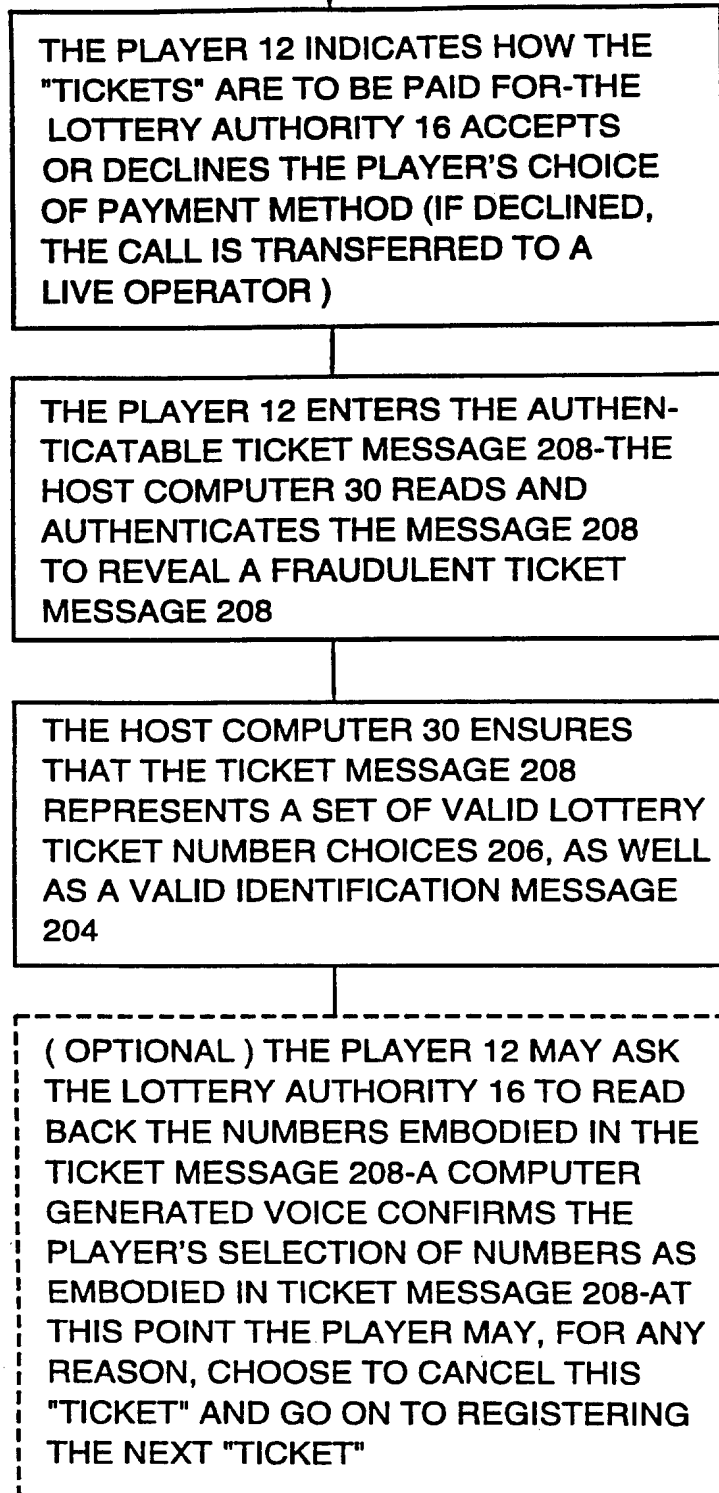 THE PLAYER 12 INDICATES HOW THE
"TICKETS" ARE TO BE PAID FOR-THE
LOTTERY AUTHORITY 16 ACCEPTS
OR DECLINES THE PLAYER'S CHOICE
OF PAYMENT METHOD (IF DECLINED,
THE CALL IS TRANSFERRED TO A
LIVE OPERATOR )
THE PLAYER 12 ENTERS THE AUTHEN-
TICATABLE TICKET MESSAGE 208-THE
HOST COMPUTER 30 READS AND
AUTHENTICATES THE MESSAGE 208
TO REVEAL A FRAUDULENT TICKET
MESSAGE 208
THE HOST COMPUTER 30 ENSURES
THAT THE TICKET MESSAGE 208
REPRESENTS A SET OF VALID LOTTERY
TICKET NUMBER CHOICES 206, AS WELL
AS A VALID IDENTIFICATION MESSAGE
204
( OPTIONAL ) THE PLAYER 12 MAY ASK
THE LOTTERY AUTHORITY 16 TO READ
BACK THE NUMBERS EMBODIED IN THE
TICKET MESSAGE 208-A COMPUTER
GENERATED VOICE CONFIRMS THE
PLAYER'S SELECTION OF NUMBERS AS
EMBODIED IN TICKET MESSAGE 208-AT
THIS POINT THE PLAYER MAY, FOR ANY
REASON, CHOOSE TO CANCEL THIS
"TICKET" AND GO ON TO REGISTERING
THE NEXT "TICKET"